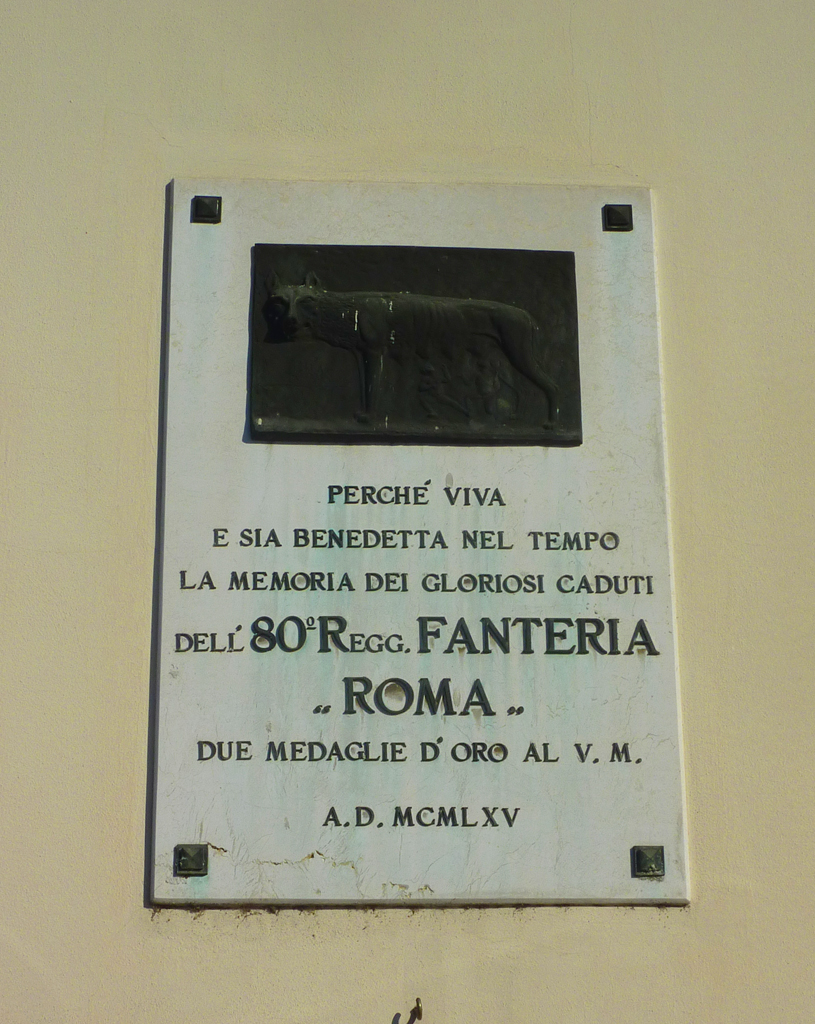 PERCHÉ VIVA
E SIA BENEDETTA NEL TEMPO
LA MEMORIA DEI GLORIOSI CADUTI
DELL' 80º REGG. FANTERIA
“ ROMA „
DUE MEDAGLIE D'ORO AL V. M.
A.D. MCMLXV